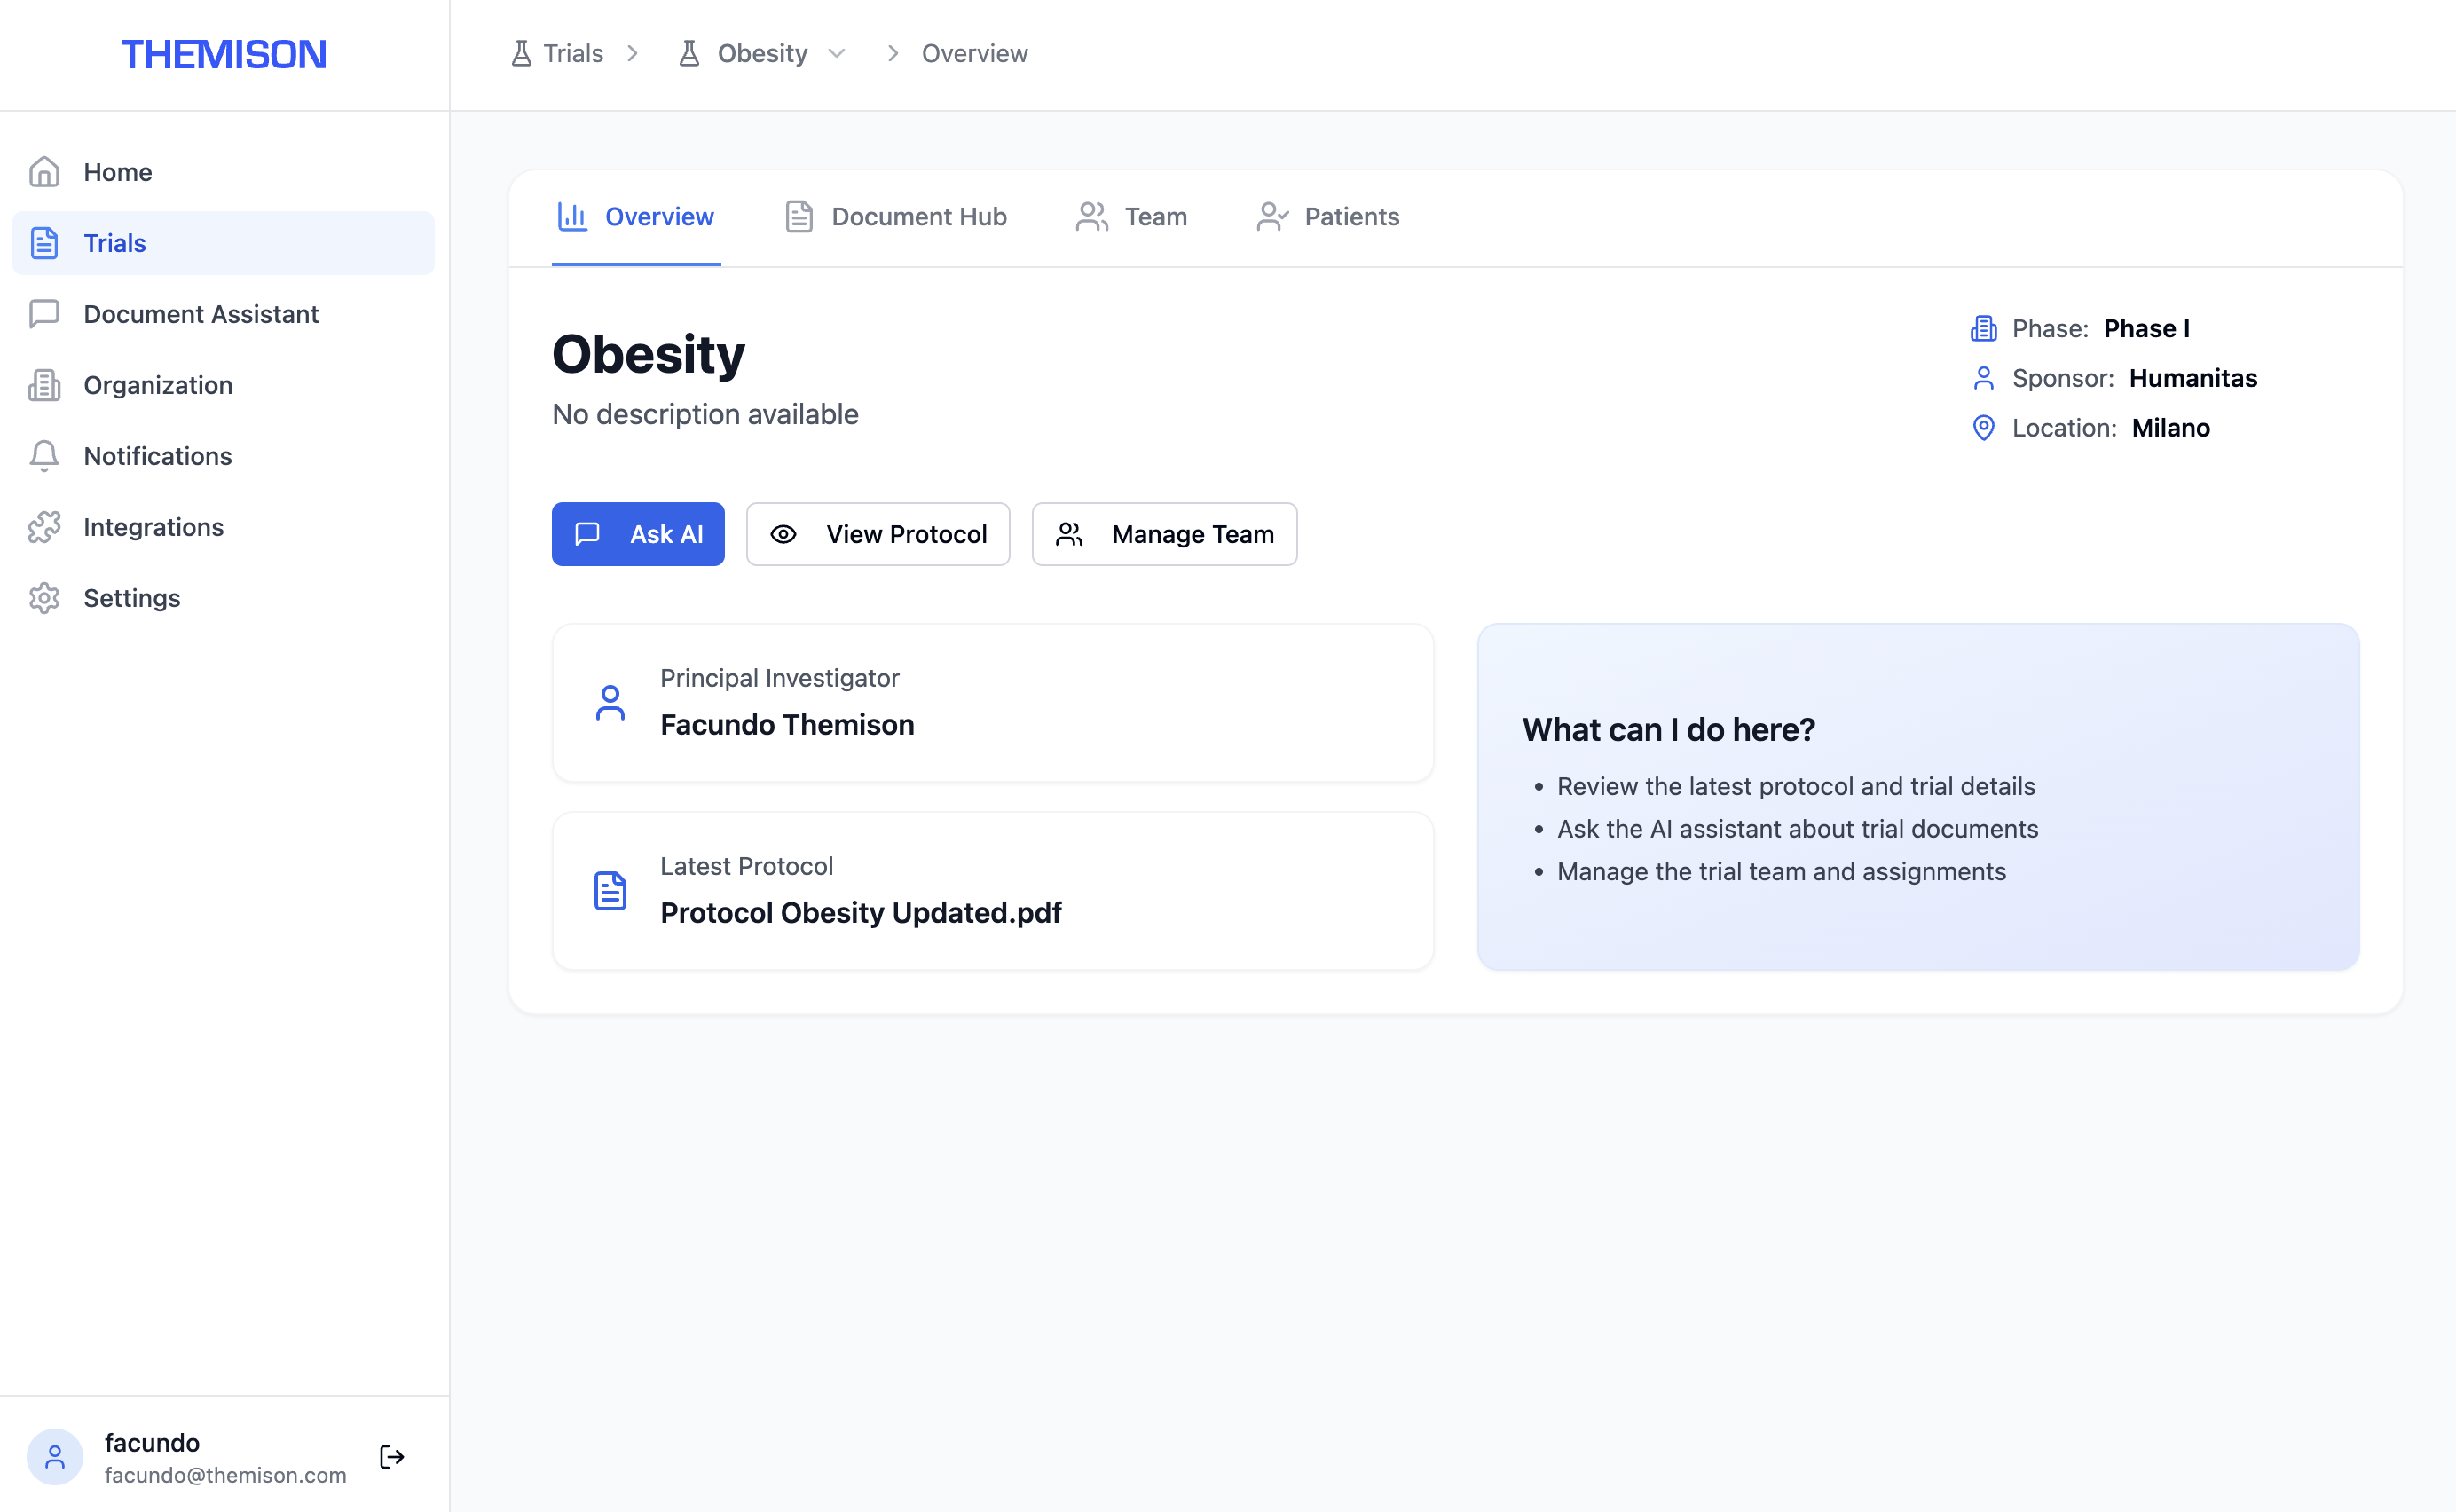 THEMISON
Trials
Obesity
Overview
Home
Trials
Document Assistant
Organization
Notifications
Integrations
Settings
Overview
Document Hub
Team
Patients
Obesity
No description available
Phase: Phase I
Sponsor: Humanitas
Location: Milano
Ask AI
View Protocol
Manage Team
Principal Investigator
Facundo Themison
Latest Protocol
Protocol Obesity Updated.pdf
What can I do here?
• Review the latest protocol and trial details
• Ask the AI assistant about trial documents
• Manage the trial team and assignments
facundo
facundo@themison.com